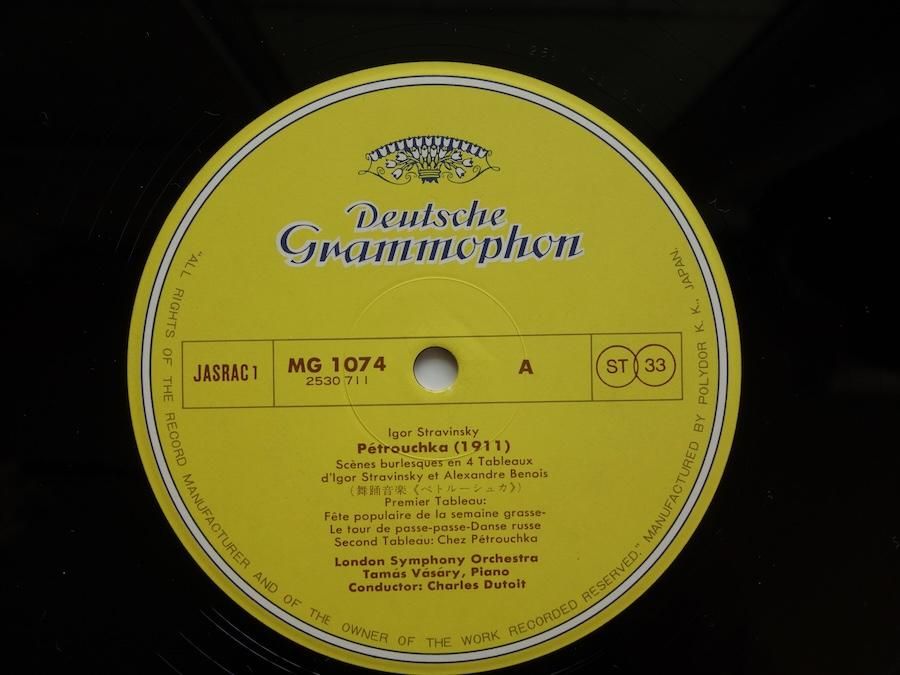 Deutsche
Grammophon
JASRAC 1
MG 1074
2530 711
A
ST 33
Igor Stravinsky
Pétrouchka (1911)
Scènes burlesques en 4 Tableaux
d'Igor Stravinsky et Alexandre Benois
(舞踊音楽《ペトルーシュカ》)
Premier Tableau:
Fête populaire de la semaine grasse-
Le tour de passe-passe-Danse russe
Second Tableau: Chez Pétrouchka
London Symphony Orchestra
Tamás Vásáry, Piano
Conductor: Charles Dutoit
"ALL RIGHTS OF THE RECORD MANUFACTURER AND OF THE OWNER OF THE WORK RECORDED RESERVED." MANUFACTURED BY POLYDOR K. K., JAPAN.